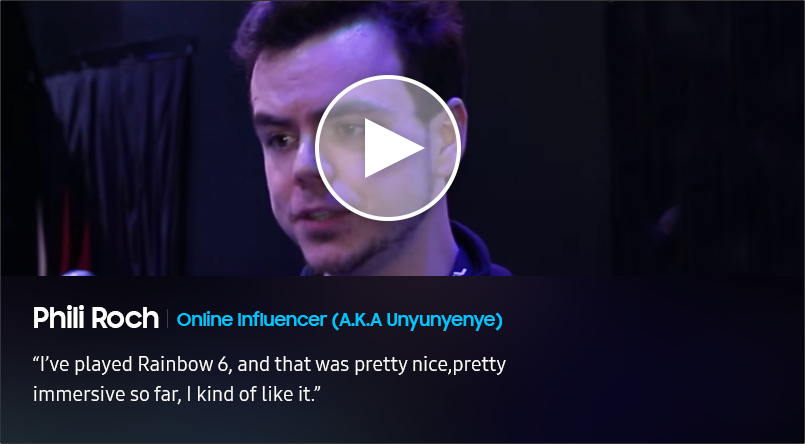 Phili Roch | Online Influencer (A.K.A Unyunyenye)
“I’ve played Rainbow 6, and that was pretty nice,pretty
immersive so far, I kind of like it.”